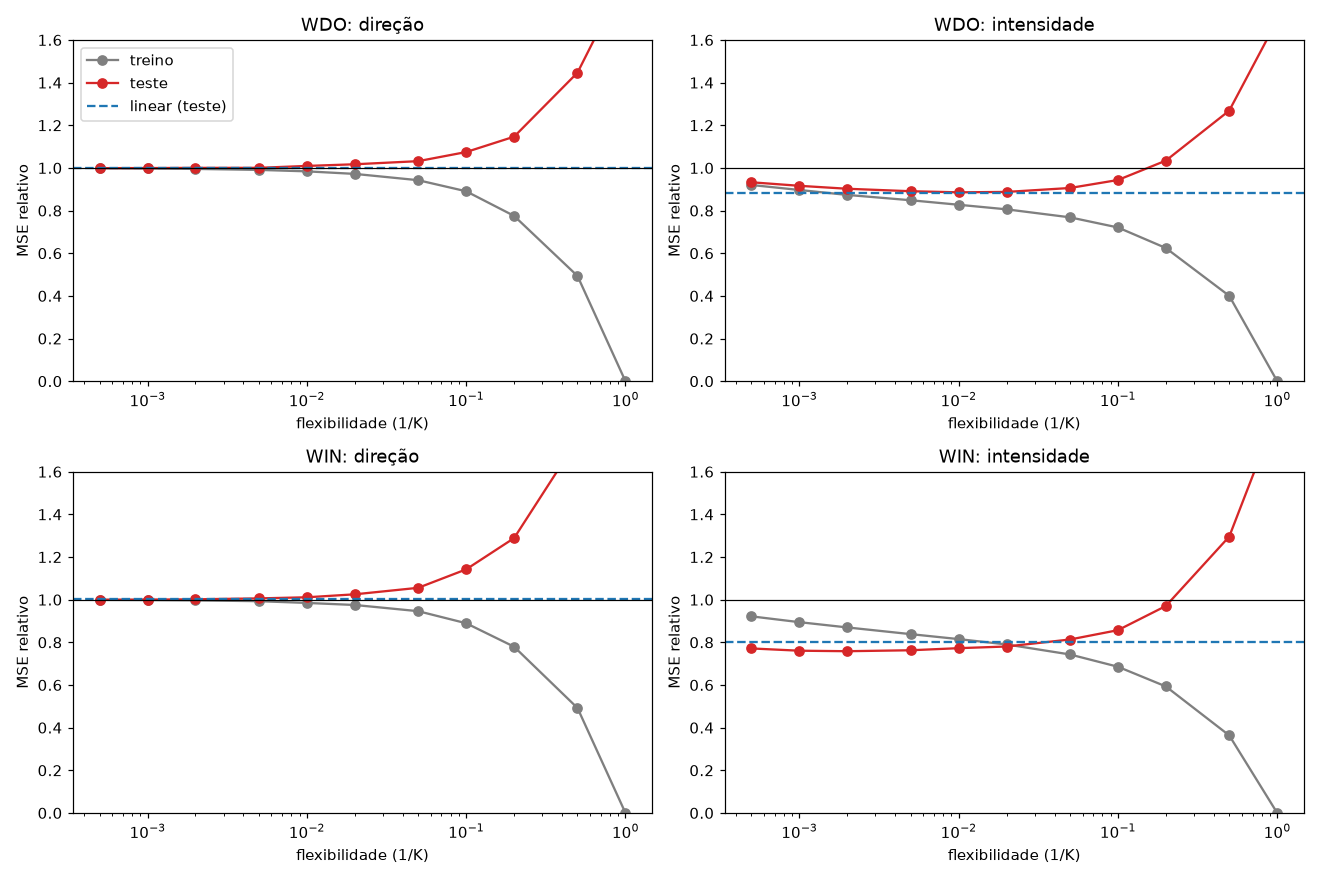 WDO: direção
1.6
1.4
1.2
1.0
0.8
0.6
0.4
0.2
0.0
MSE relativo
treino
teste
linear (teste)
10⁻³ 10⁻² 10⁻¹ 10⁰
flexibilidade (1/K)
WDO: intensidade
1.6
1.4
1.2
1.0
0.8
0.6
0.4
0.2
0.0
MSE relativo
10⁻³ 10⁻² 10⁻¹ 10⁰
flexibilidade (1/K)
WIN: direção
1.6
1.4
1.2
1.0
0.8
0.6
0.4
0.2
0.0
MSE relativo
10⁻³ 10⁻² 10⁻¹ 10⁰
flexibilidade (1/K)
WIN: intensidade
1.6
1.4
1.2
1.0
0.8
0.6
0.4
0.2
0.0
MSE relativo
10⁻³ 10⁻² 10⁻¹ 10⁰
flexibilidade (1/K)